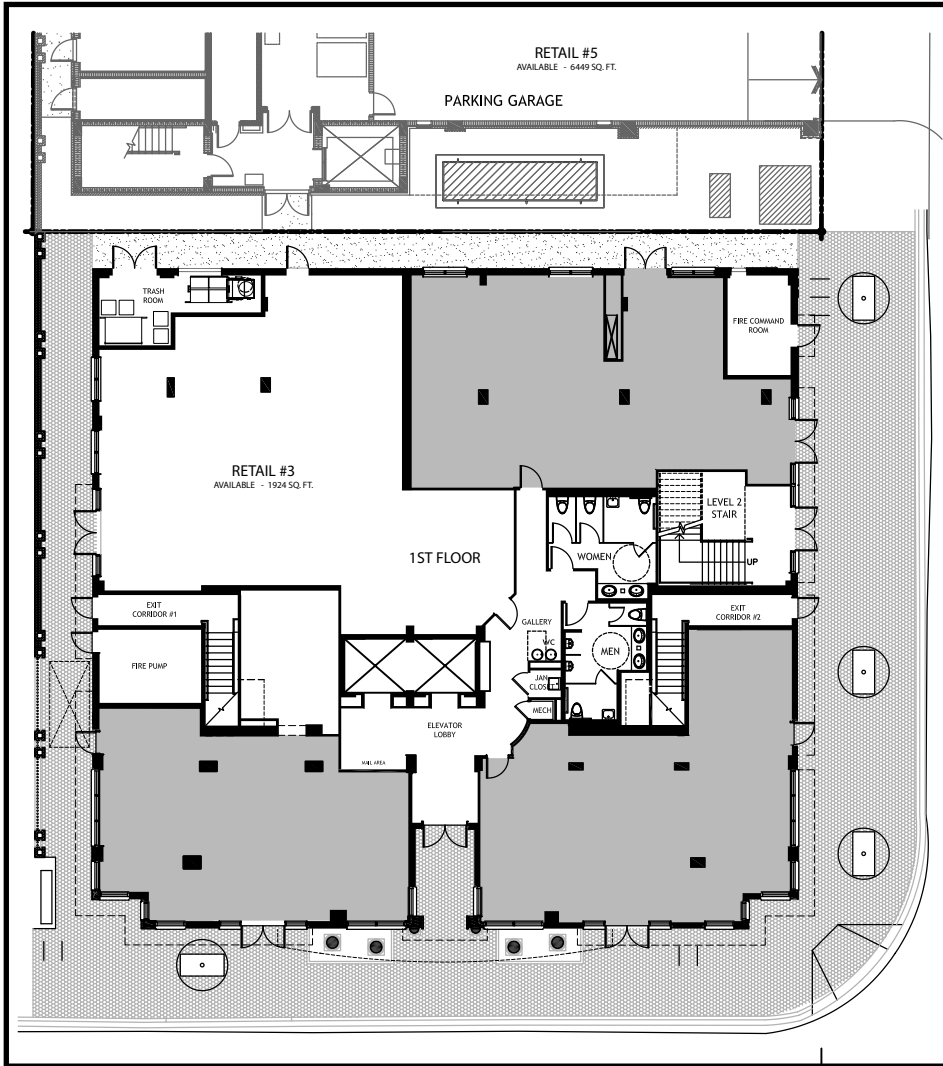 RETAIL #5
AVAILABLE - 6449 SQ. FT.
PARKING GARAGE
TRASH
ROOM
FIRE COMMAND
ROOM
RETAIL #3
AVAILABLE - 1924 SQ. FT.
LEVEL 2
STAIR
1ST FLOOR
WOMEN
UP
EXIT
CORRIDOR #1
EXIT
CORRIDOR #2
GALLERY
WC
MEN
FIRE PUMP
JAN
CLOSET
MECH
ELEVATOR
LOBBY
MAIL AREA